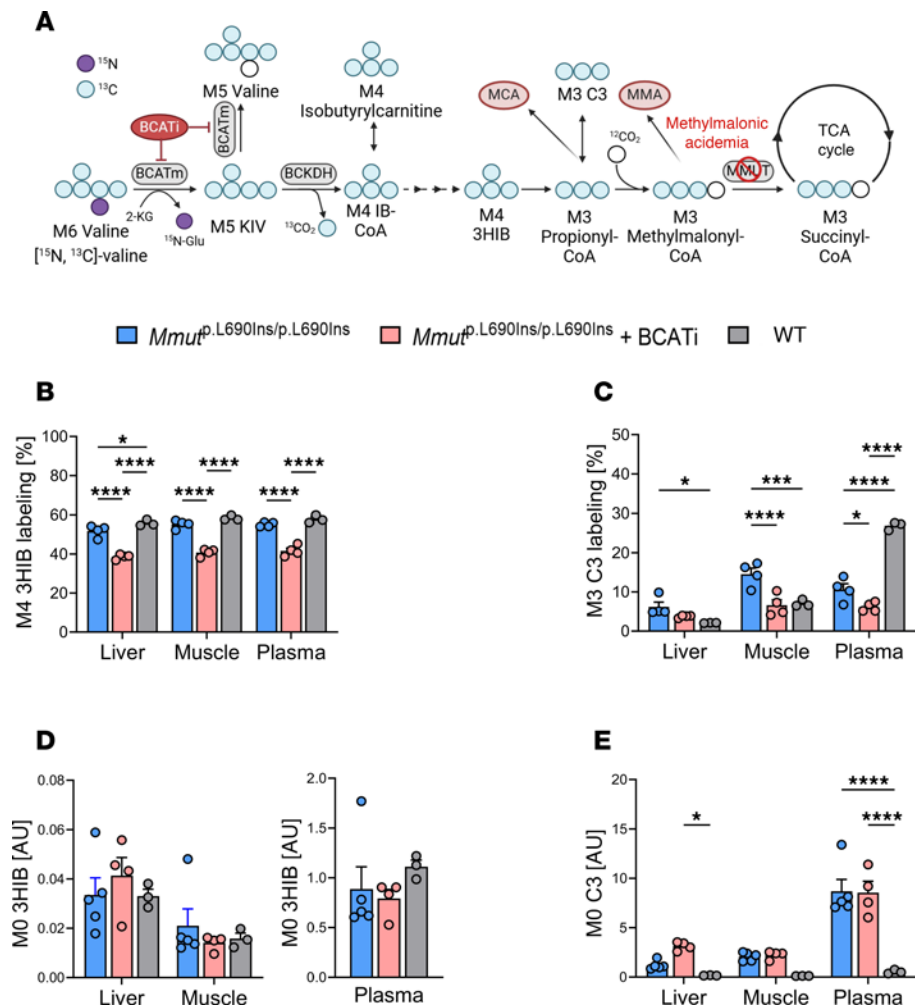 A
15N
13C
M5 Valine
M4
Isobutyrylcarnitine
MCA
M3 C3
MMA
12CO2
Methylmalonic
acidemia
TCA
cycle
BCATi
BCATm
BCATm
BCKDH
2-KG
15N-Glu
M6 Valine
[15N, 13C]-valine
M5 KIV
13CO2
M4 IB-
CoA
M4
3HIB
M3
Propionyl-
CoA
M3
Methylmalonyl-
CoA
M3
Succinyl-
CoA
Mmut p.L690Ins/p.L690Ins
Mmut p.L690Ins/p.L690Ins + BCATi
WT
B
M4 3HIB labeling [%]
100
80
60
40
20
0
*
****
****
****
****
****
****
Liver Muscle Plasma
C
M3 C3 labeling [%]
50
40
30
20
10
0
*
***
****
****
****
*
Liver Muscle Plasma
D
M0 3HIB [AU]
0.08
0.06
0.04
0.02
0
Liver Muscle
M0 3HIB [AU]
2.0
1.5
1.0
0.5
0.0
Plasma
E
M0 C3 [AU]
20
15
10
5
0
*
****
****
Liver Muscle Plasma